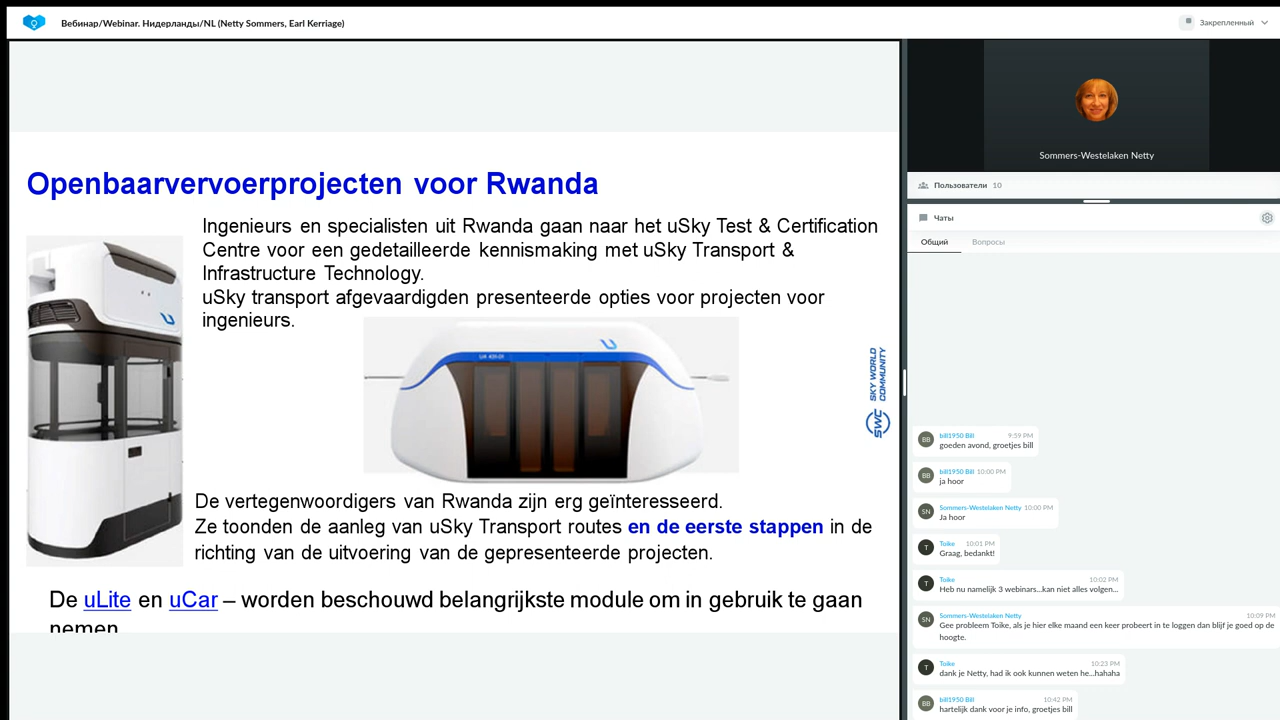 Вебинар/Webinar. Нидерланды/NL (Netty Sommers, Earl Kerriage)
Закрепленный
Openbaarvervoerprojecten voor Rwanda
Ingenieurs en specialisten uit Rwanda gaan naar het uSky Test & Certification
Centre voor een gedetailleerde kennismaking met uSky Transport &
Infrastructure Technology.
uSky transport afgevaardigden presenteerde opties voor projecten voor
ingenieurs.
SKY WORLD
COMMUNITY
SWC
De vertegenwoordigers van Rwanda zijn erg geïnteresseerd.
Ze toonden de aanleg van uSky Transport routes en de eerste stappen in de
richting van de uitvoering van de gepresenteerde projecten.
De uLite en uCar – worden beschouwd belangrijkste module om in gebruik te gaan
nemen
Sommers-Westelaken Netty
Пользователи 10
Чаты
Общий Вопросы
BB bill1950 Bill 9:59 PM
goeden avond, groetjes bill
BB bill1950 Bill 10:00 PM
ja hoor
SN Sommers-Westelaken Netty 10:00 PM
Ja hoor
T Toike 10:01 PM
Graag, bedankt!
T Toike 10:02 PM
Heb nu namelijk 3 webinars...kan niet alles volgen...
SN Sommers-Westelaken Netty 10:09 PM
Gee probleem Toike, als je hier elke maand een keer probeert in te loggen dan blijf je goed op de
hoogte.
T Toike 10:23 PM
dank je Netty, had ik ook kunnen weten he...hahaha
BB bill1950 Bill 10:42 PM
hartelijk dank voor je info, groetjes bill